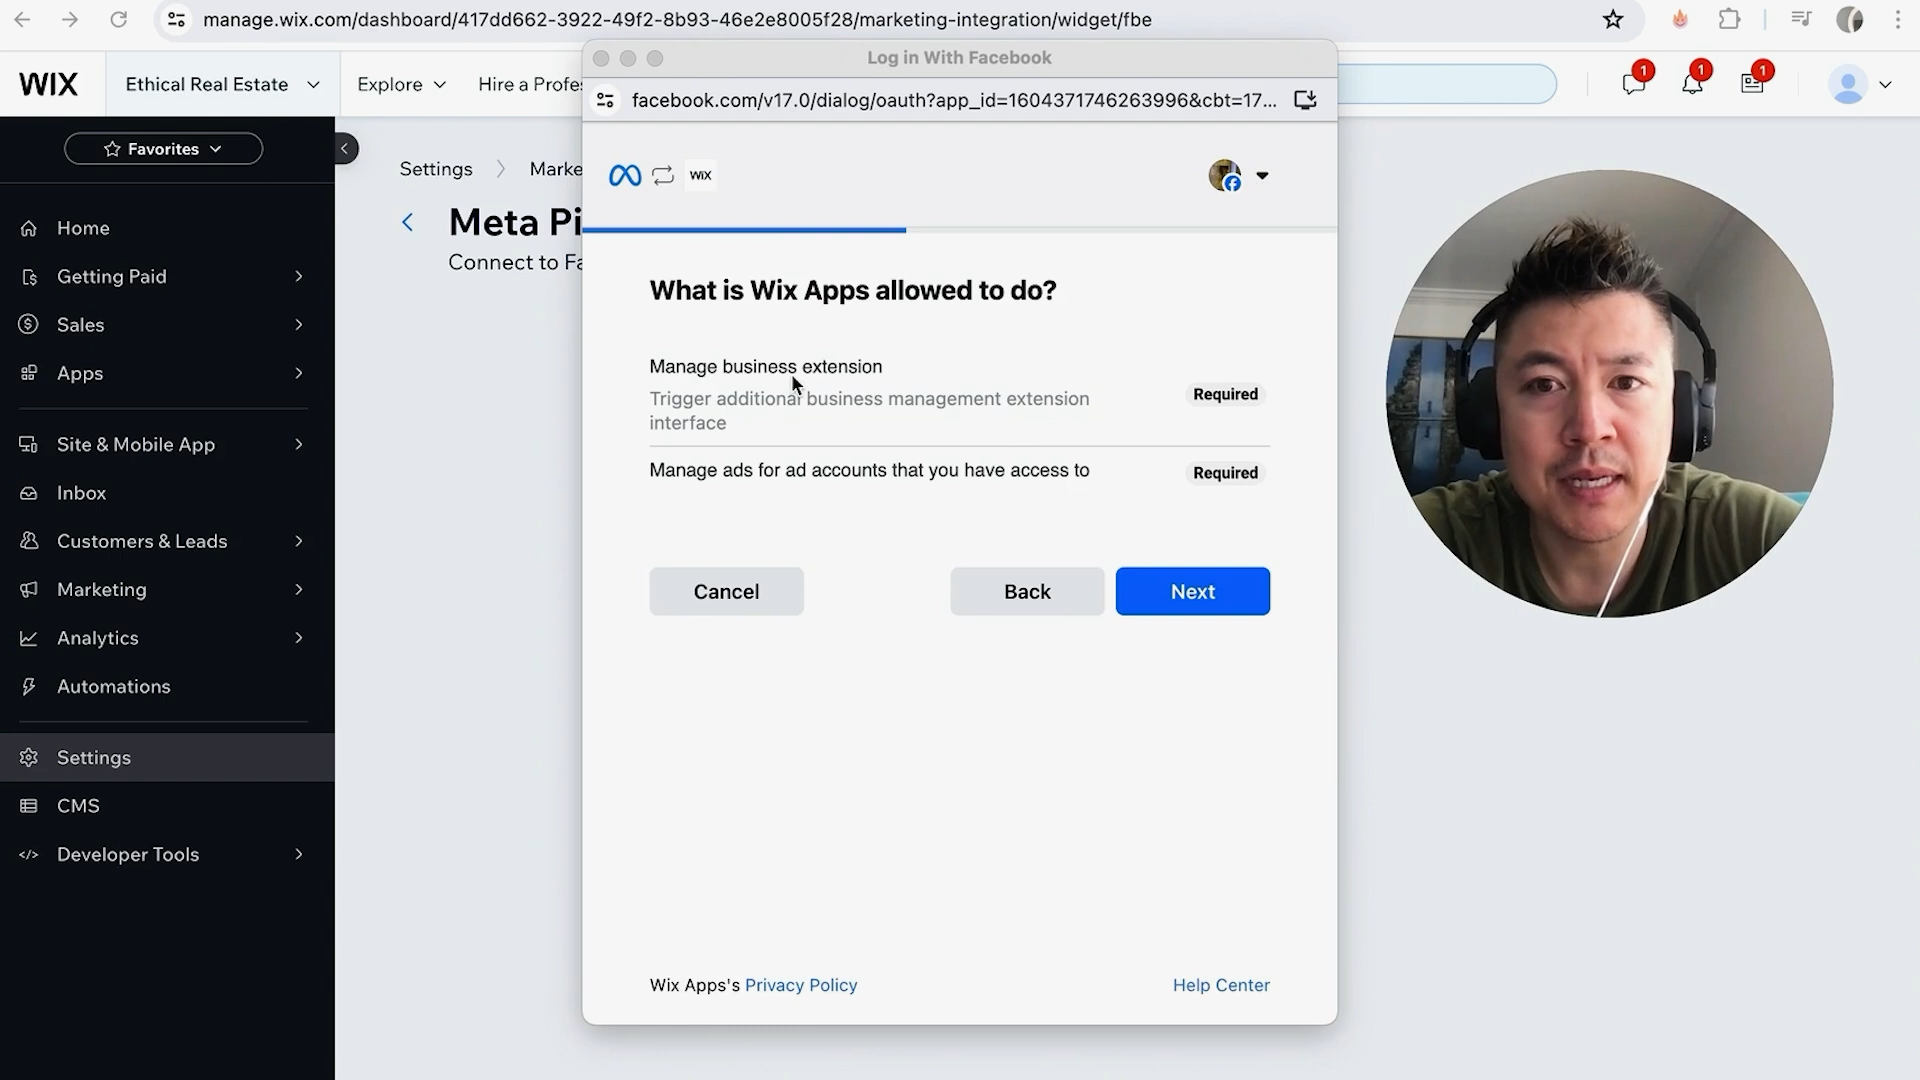 manage.wix.com/dashboard/417dd662-3922-49f2-8b93-46e2e8005f28/marketing-integration/widget/fbe
Log in With Facebook
WIX
Ethical Real Estate
Explore
Hire a Profes
1
1
1
facebook.com/v17.0/dialog/oauth?app_id=1604371746263996&cbt=17...
Favorites
Settings
Marke
WIX
Meta Pi
Connect to Fa
Home
Getting Paid
Sales
Apps
Site & Mobile App
Inbox
Customers & Leads
Marketing
Analytics
Automations
Settings
CMS
Developer Tools
What is Wix Apps allowed to do?
Manage business extension
Trigger additional business management extension
interface
Required
Manage ads for ad accounts that you have access to
Required
Cancel
Back
Next
Wix Apps's Privacy Policy
Help Center